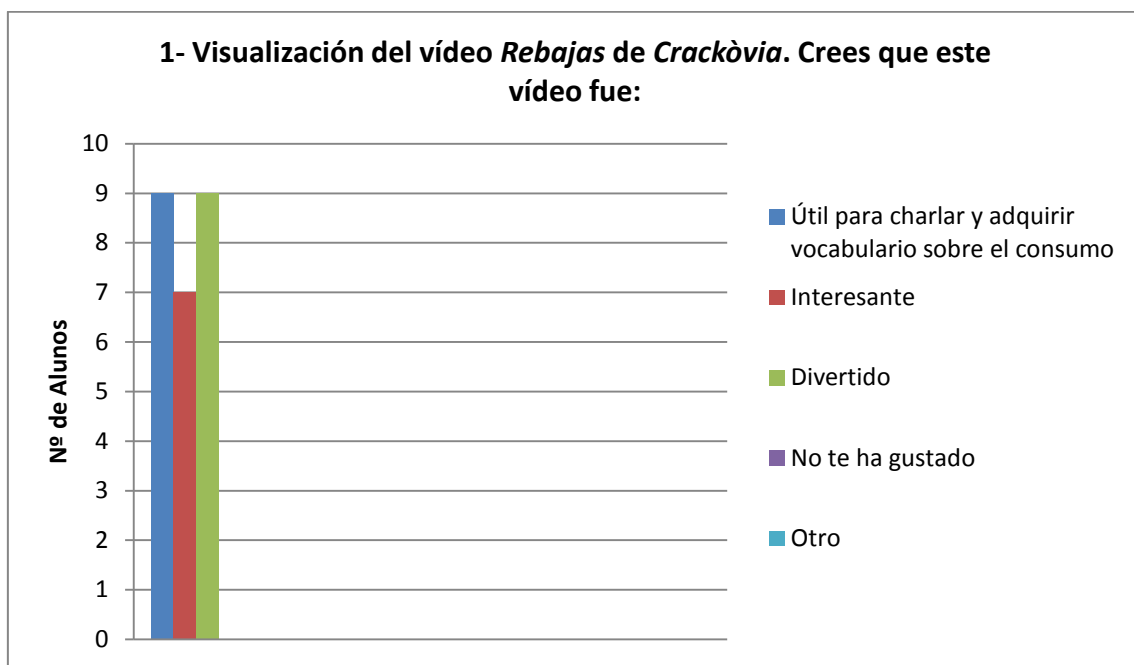 1- Visualización del vídeo Rebajas de Crackòvia. Crees que este
vídeo fue:
10
9
8
7
6
5
4
3
2
1
0
Nº de Alunos
Útil para charlar y adquirir
vocabulario sobre el consumo
Interesante
Divertido
No te ha gustado
Otro